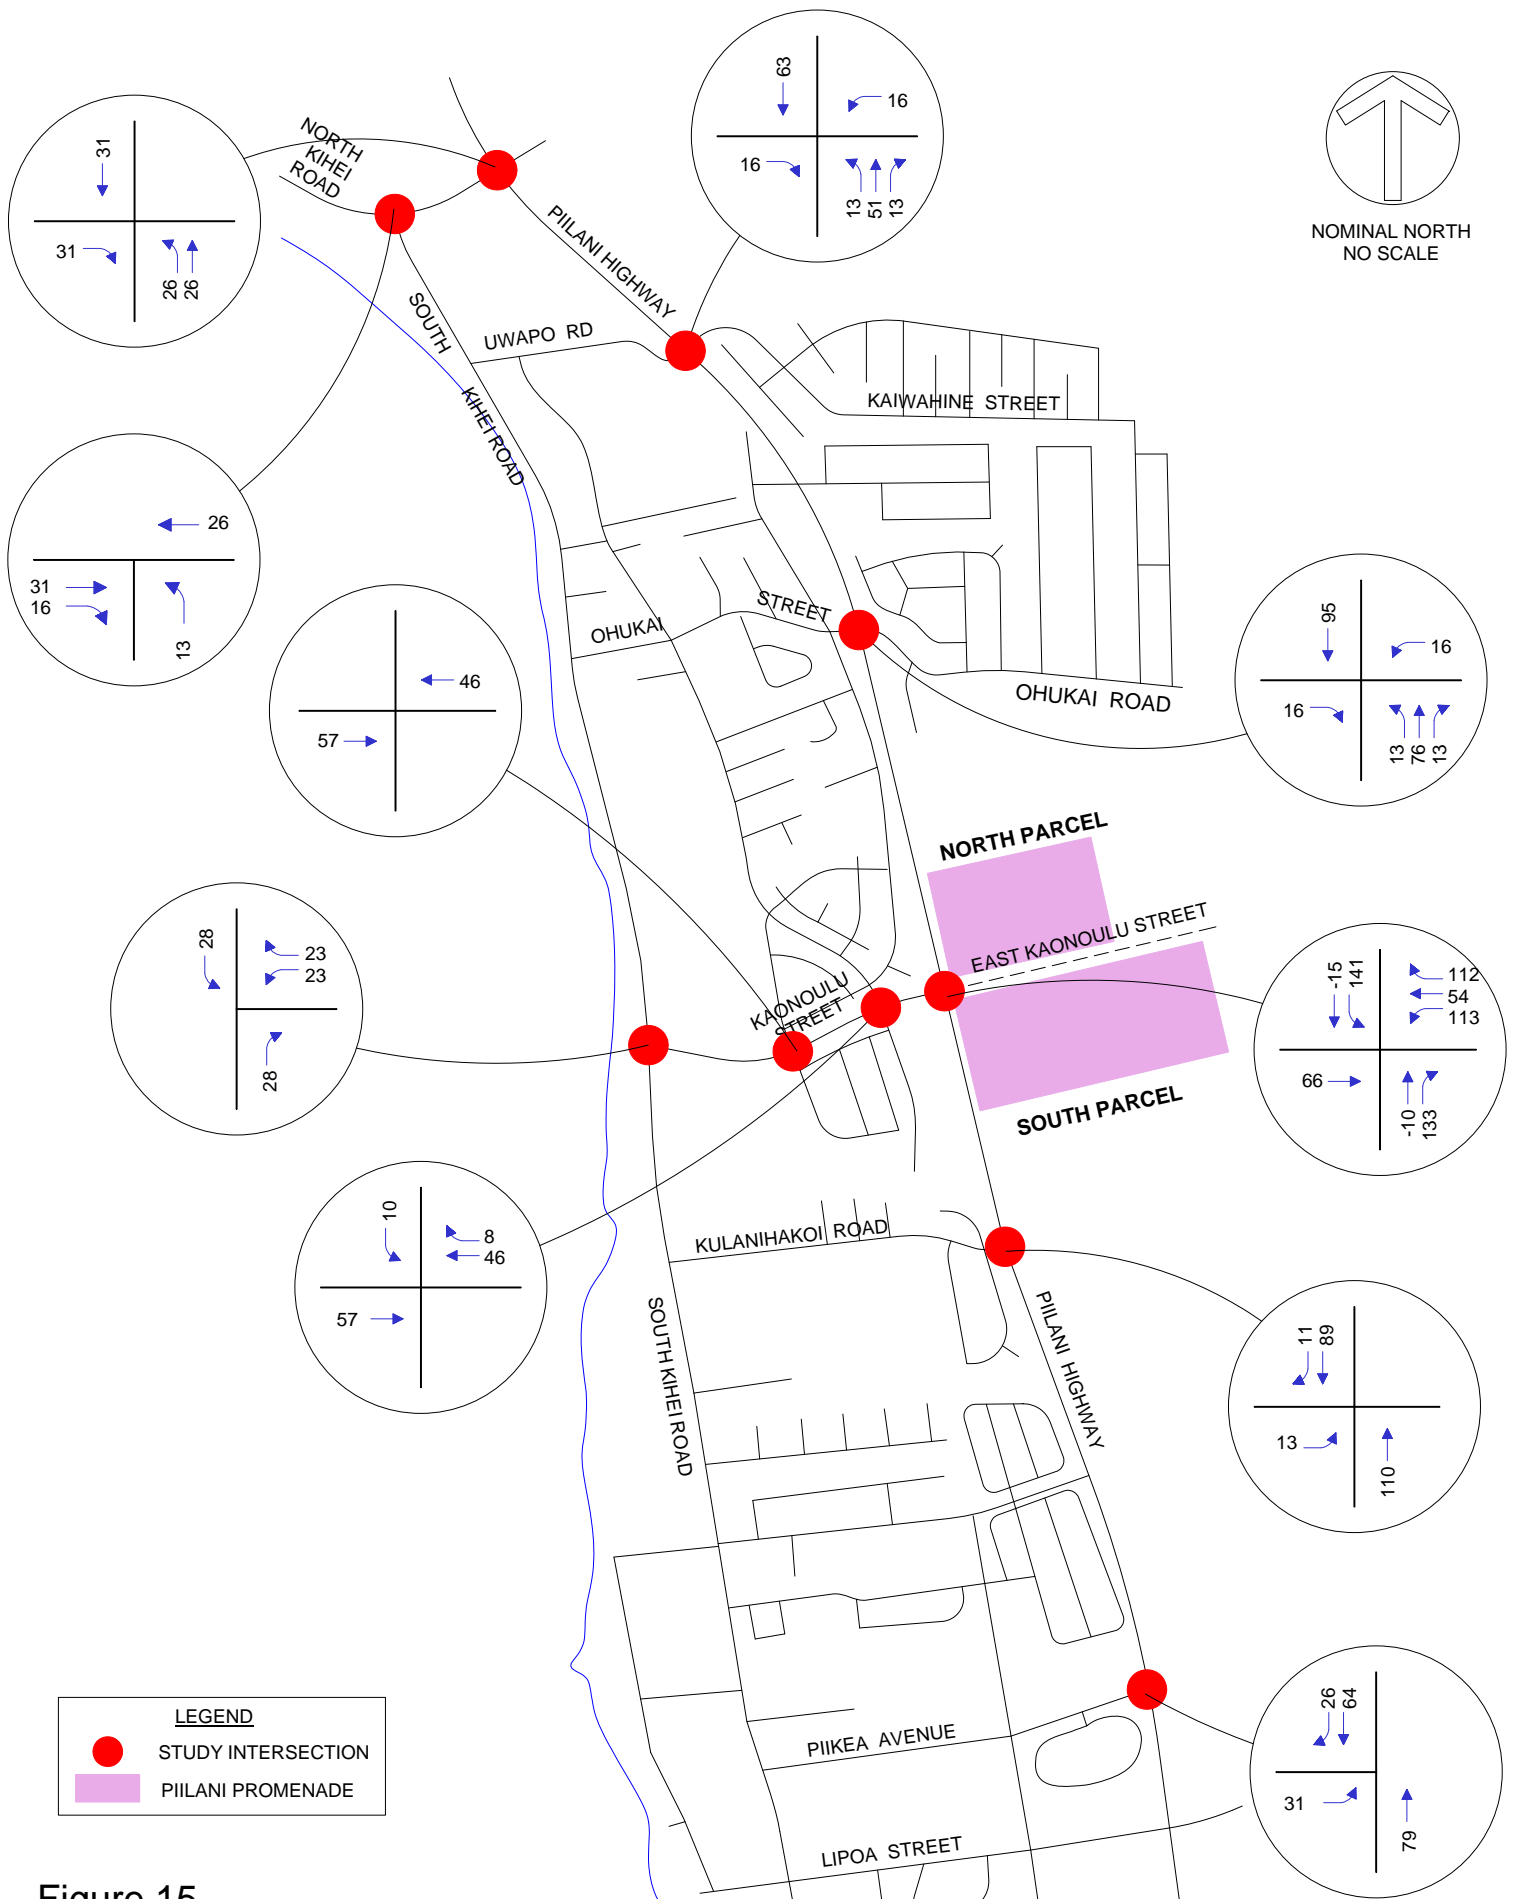 63
16
16
13
51
13
NOMINAL NORTH
NO SCALE
31
31
26
26
NORTH
KIHEI
ROAD
PIILANI HIGHWAY
SOUTH
KIHEI ROAD
UWAPO RD
KAIWAHINE STREET
26
31
16
13
STREET
OHUKAI
OHUKAI ROAD
95
16
16
13
76
13
46
57
NORTH PARCEL
EAST KAONOULU STREET
SOUTH PARCEL
KAONOULU
STREET
28
23
23
28
-15
141
112
54
113
66
-10
133
10
8
46
57
KULANIHAKOI ROAD
SOUTH KIHEI ROAD
PIILANI HIGHWAY
11
89
13
110
26
64
31
79
PIIKEA AVENUE
LIPOA STREET
LEGEND
STUDY INTERSECTION
PIILANI PROMENADE
Figure 15